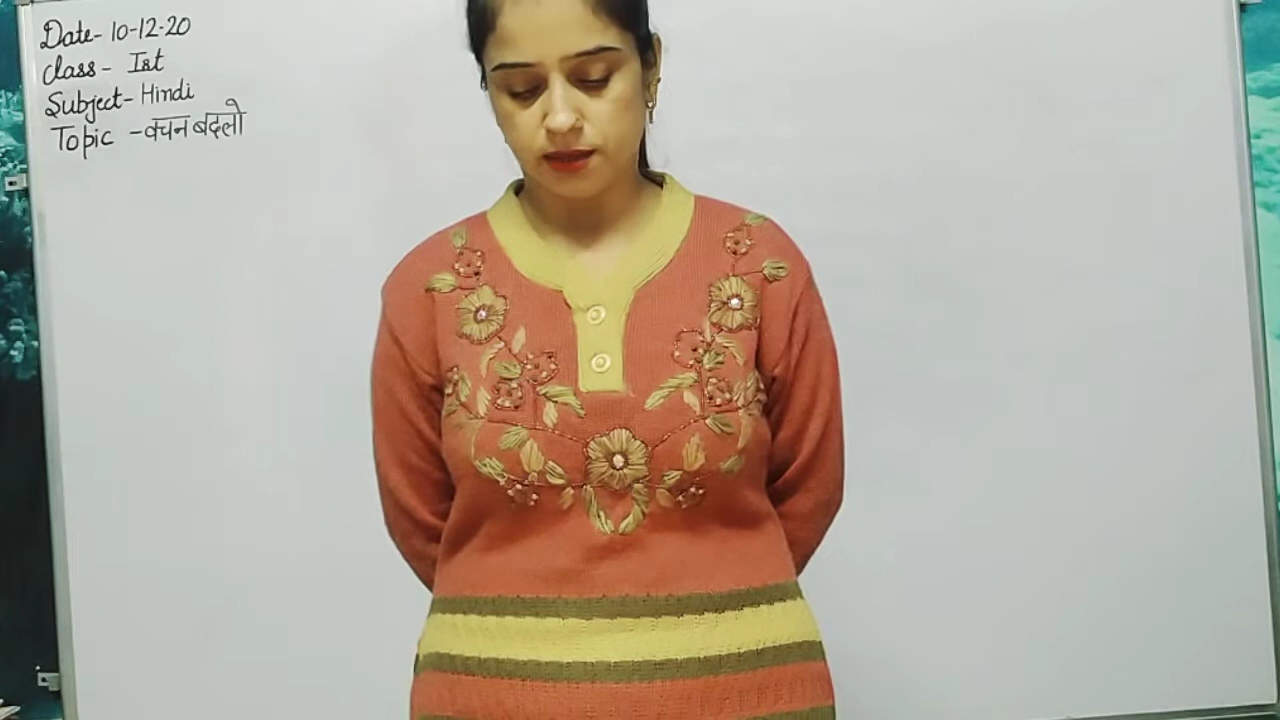 Date- 10-12-20
Class - Ist
Subject- Hindi
Topic - वचन बदलो